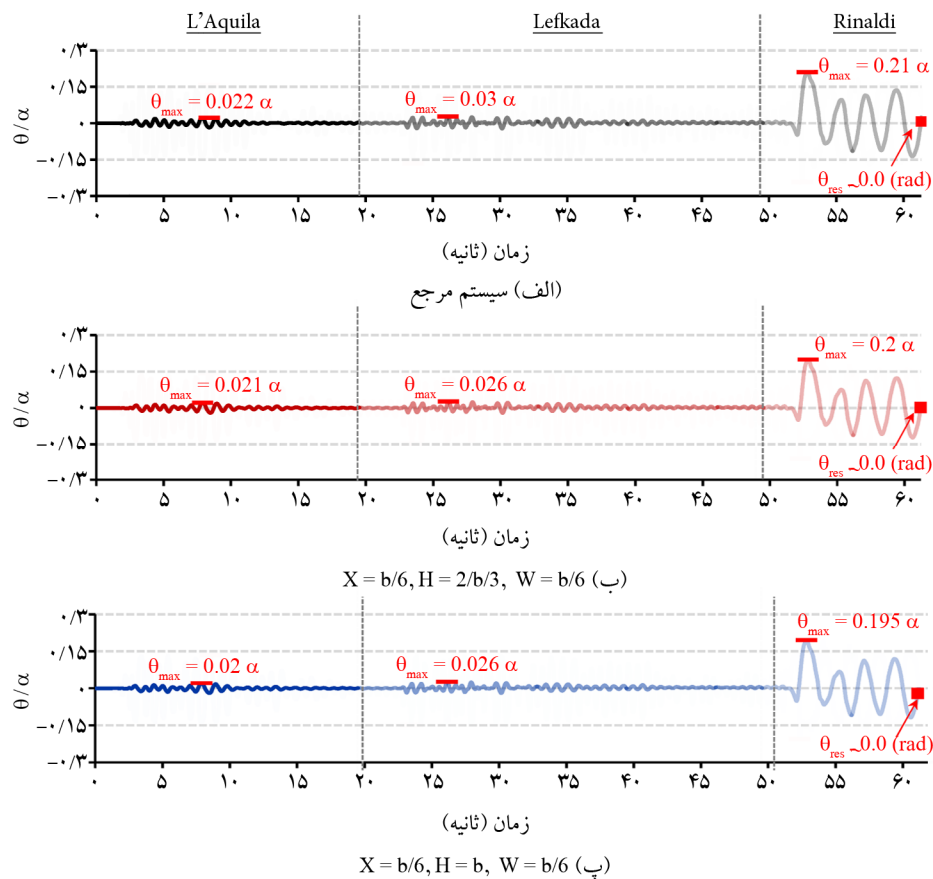 L'Aquila Lefkada Rinaldi
θ/α
۰/۳
۰/۱۵
۰
-۰/۱۵
-۰/۳
θmax = 0.022 α
θmax = 0.03 α
θmax = 0.21 α
θres ~0.0 (rad)
۰ ۵ ۱۰ ۱۵ ۲۰ ۲۵ ۳۰ ۳۵ ۴۰ ۴۵ ۵۰ ۵۵ ۶۰
زمان (ثانیه)
(الف) سیستم مرجع
θ/α
۰/۳
۰/۱۵
۰
-۰/۱۵
-۰/۳
θmax = 0.021 α
θmax = 0.026 α
θmax = 0.2 α
θres ~0.0 (rad)
۰ ۵ ۱۰ ۱۵ ۲۰ ۲۵ ۳۰ ۳۵ ۴۰ ۴۵ ۵۰ ۵۵ ۶۰
زمان (ثانیه)
X = b/6, H = 2/b/3, W = b/6 (ب)
θ/α
۰/۳
۰/۱۵
۰
-۰/۱۵
-۰/۳
θmax = 0.02 α
θmax = 0.026 α
θmax = 0.195 α
θres ~0.0 (rad)
۰ ۵ ۱۰ ۱۵ ۲۰ ۲۵ ۳۰ ۳۵ ۴۰ ۴۵ ۵۰ ۵۵ ۶۰
زمان (ثانیه)
X = b/6, H = b, W = b/6 (پ)